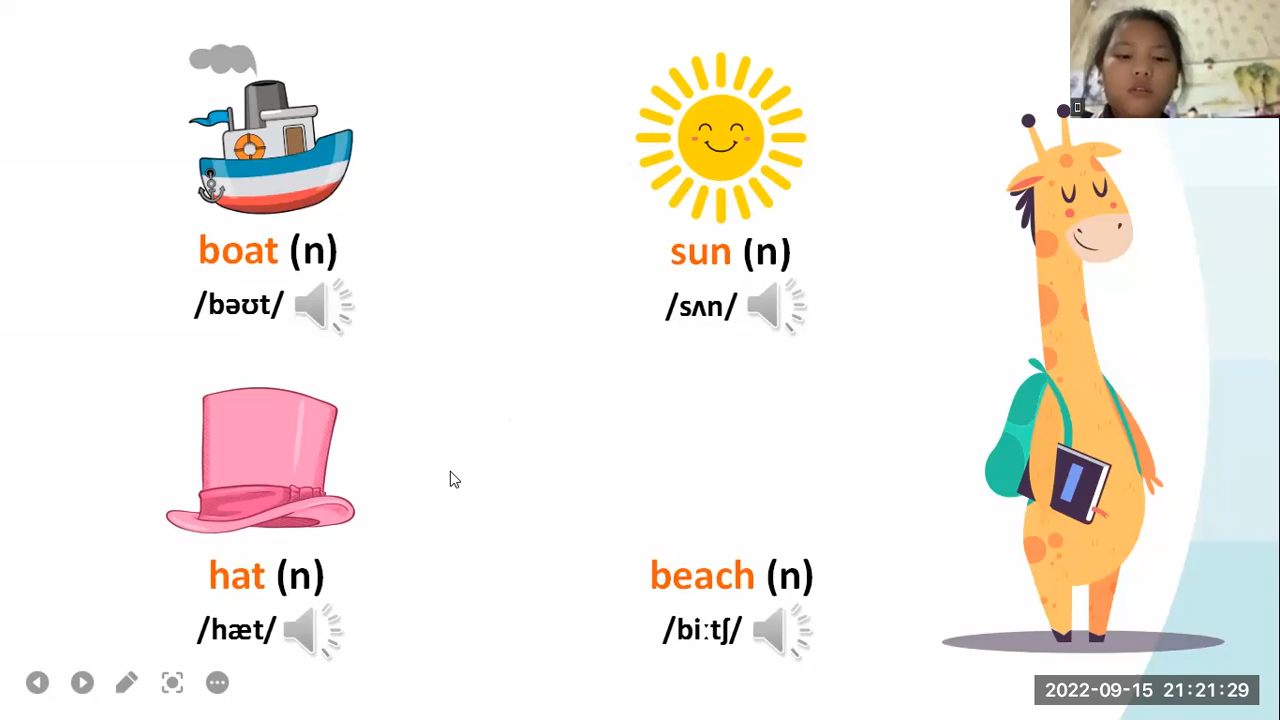 boat (n)
/bəʊt/
sun (n)
/sʌn/
hat (n)
/hæt/
beach (n)
/biːtʃ/
2022-09-15 21:21:29